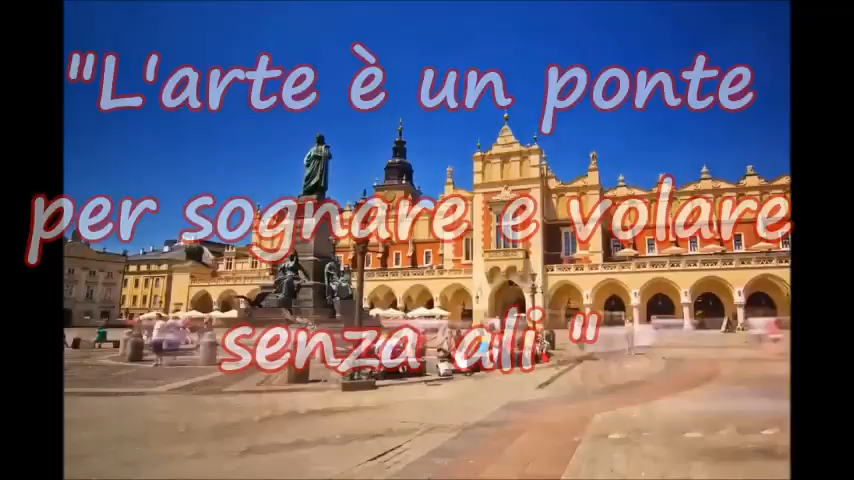 "L'arte è un ponte
per sognare e volare
senza ali "